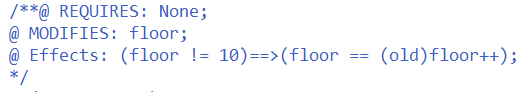 /**@ REQUIRES: None;
@ MODIFIES: floor;
@ Effects: (floor != 10)==>(floor == (old)floor++);
*/